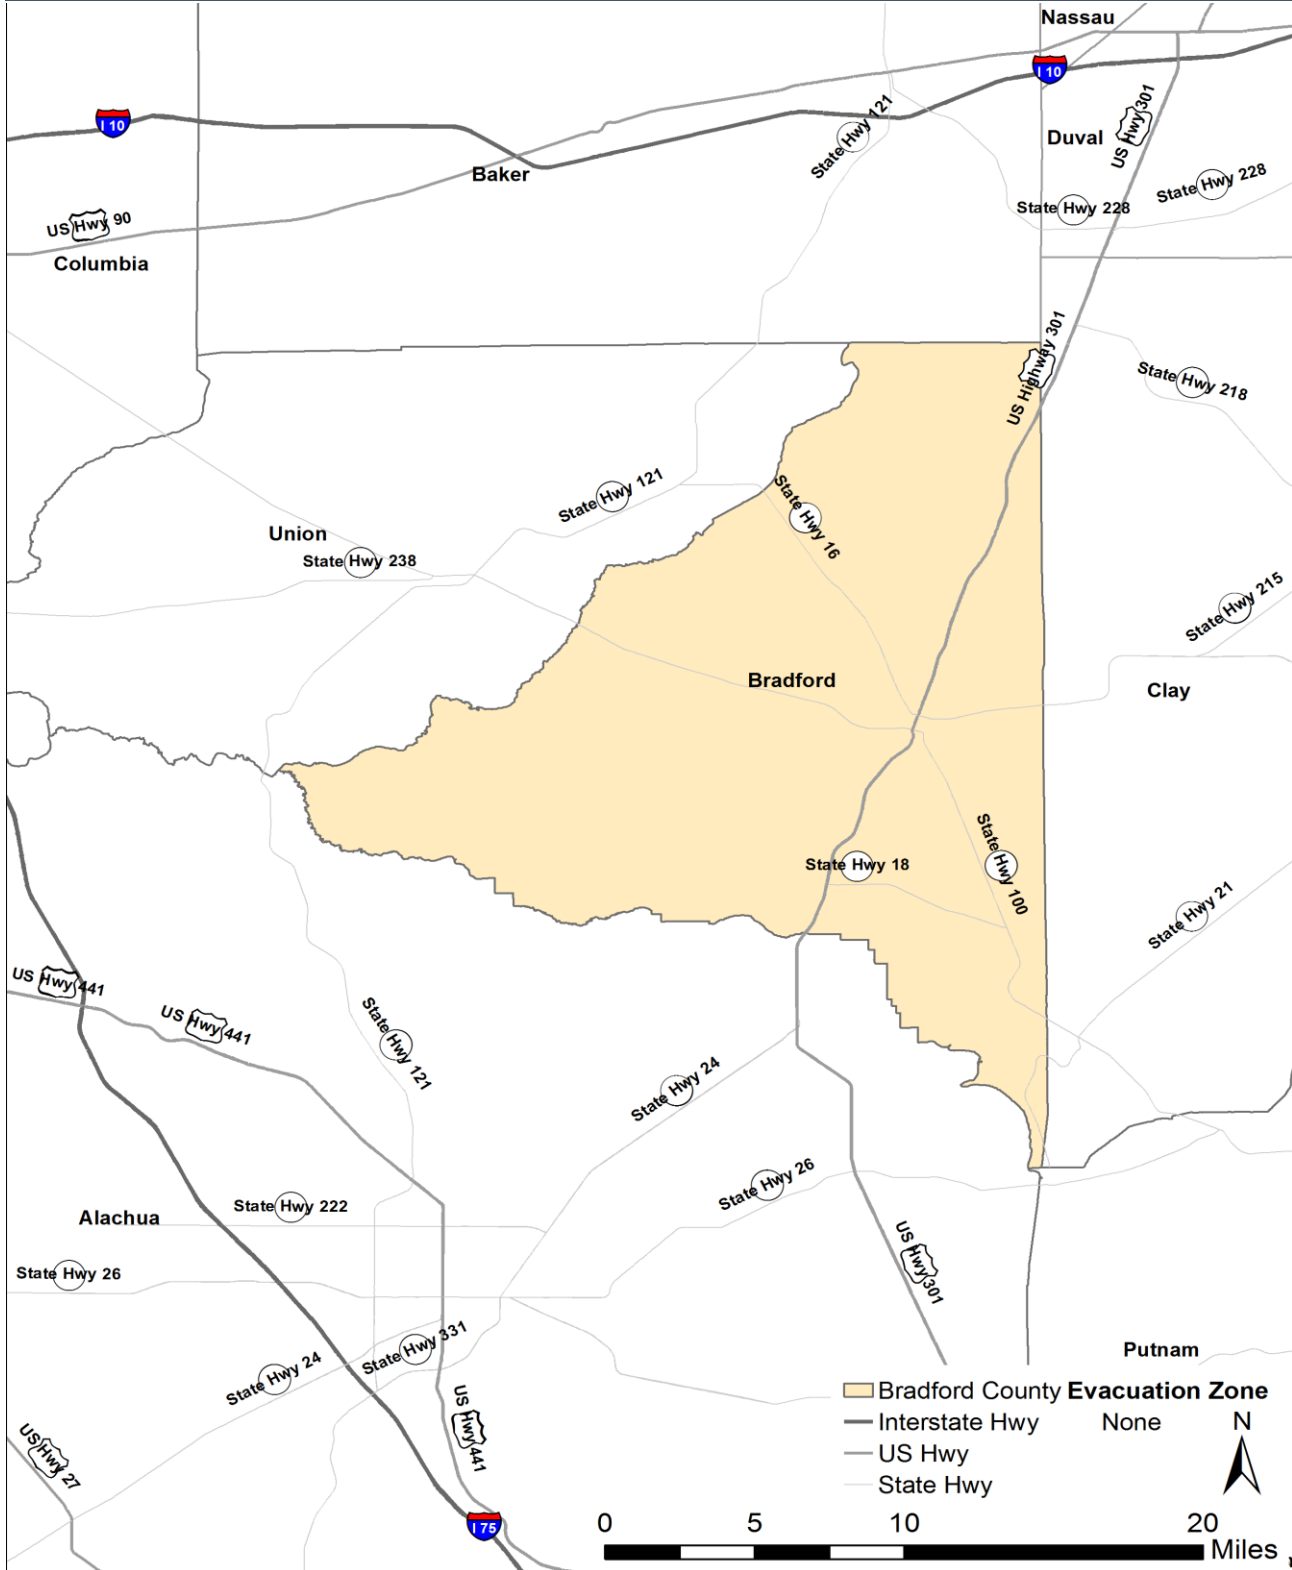 Nassau
I 10
I 10
State Hwy 121
US Hwy 301
Duval
Baker
State Hwy 228
State Hwy 228
US Hwy 90
Columbia
US Highway 301
State Hwy 218
State Hwy 121
State Hwy 16
Union
State Hwy 238
State Hwy 215
Bradford
Clay
State Hwy 18
State Hwy 100
State Hwy 21
US Hwy 441
US Hwy 441
State Hwy 121
State Hwy 24
State Hwy 26
State Hwy 222
Alachua
US Hwy 301
State Hwy 26
State Hwy 331
State Hwy 24
Putnam
US Hwy 441
US Hwy 27
I 75
Bradford County Evacuation Zone
Interstate Hwy None N
US Hwy
State Hwy
0 5 10 20
Miles